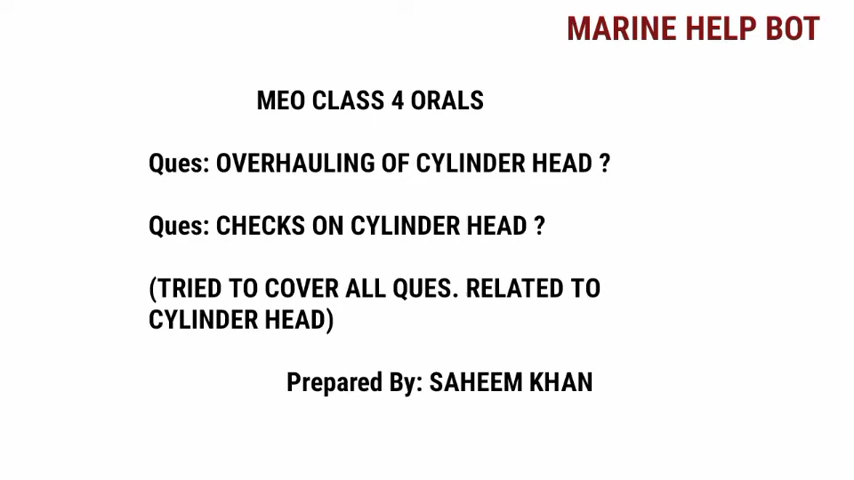 MARINE HELP BOT
MEO CLASS 4 ORALS
Ques: OVERHAULING OF CYLINDER HEAD ?
Ques: CHECKS ON CYLINDER HEAD ?
(TRIED TO COVER ALL QUES. RELATED TO
CYLINDER HEAD)
Prepared By: SAHEEM KHAN